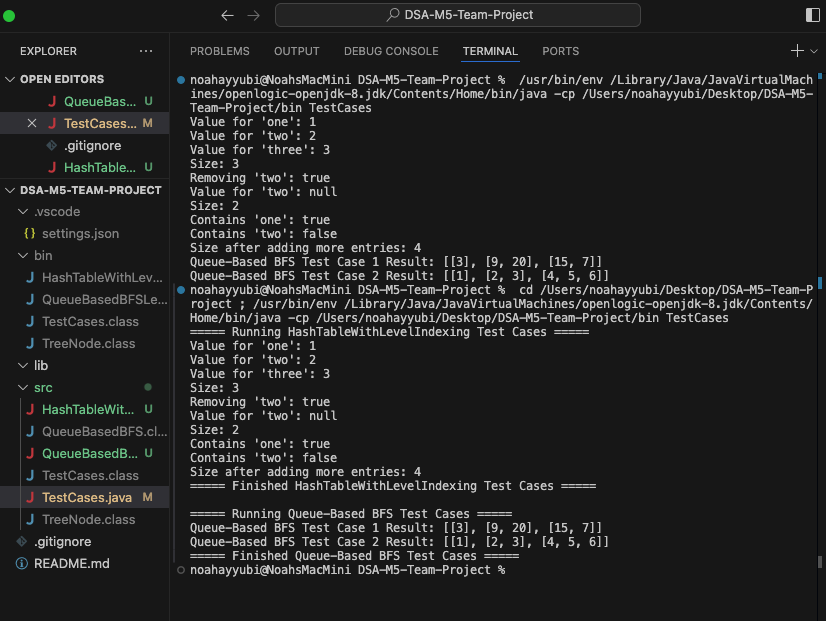 DSA-M5-Team-Project
EXPLORER
...
OPEN EDITORS
J QueueBas... U
J TestCases... M
.gitignore
J HashTable... U
DSA-M5-TEAM-PROJECT
.vscode
{} settings.json
bin
J HashTableWithLev...
J QueueBasedBFSLe...
J TestCases.class
J TreeNode.class
lib
src
J HashTableWit... U
J QueueBasedBFS.cl...
J QueueBasedB... U
J TestCases.class
J TestCases.java M
J TreeNode.class
.gitignore
README.md
PROBLEMS OUTPUT DEBUG CONSOLE TERMINAL PORTS
noahayyubi@NoahsMacMini DSA-M5-Team-Project %  /usr/bin/env /Library/Java/JavaVirtualMach
ines/openlogic-openjdk-8.jdk/Contents/Home/bin/java -cp /Users/noahayyubi/Desktop/DSA-M5-
Team-Project/bin TestCases
Value for 'one': 1
Value for 'two': 2
Value for 'three': 3
Size: 3
Removing 'two': true
Value for 'two': null
Size: 2
Contains 'one': true
Contains 'two': false
Size after adding more entries: 4
Queue-Based BFS Test Case 1 Result: [[3], [9, 20], [15, 7]]
Queue-Based BFS Test Case 2 Result: [[1], [2, 3], [4, 5, 6]]
noahayyubi@NoahsMacMini DSA-M5-Team-Project %  cd /Users/noahayyubi/Desktop/DSA-M5-Team-P
roject ; /usr/bin/env /Library/Java/JavaVirtualMachines/openlogic-openjdk-8.jdk/Contents/
Home/bin/java -cp /Users/noahayyubi/Desktop/DSA-M5-Team-Project/bin TestCases
===== Running HashTableWithLevelIndexing Test Cases =====
Value for 'one': 1
Value for 'two': 2
Value for 'three': 3
Size: 3
Removing 'two': true
Value for 'two': null
Size: 2
Contains 'one': true
Contains 'two': false
Size after adding more entries: 4
===== Finished HashTableWithLevelIndexing Test Cases =====
===== Running Queue-Based BFS Test Cases =====
Queue-Based BFS Test Case 1 Result: [[3], [9, 20], [15, 7]]
Queue-Based BFS Test Case 2 Result: [[1], [2, 3], [4, 5, 6]]
===== Finished Queue-Based BFS Test Cases =====
noahayyubi@NoahsMacMini DSA-M5-Team-Project %